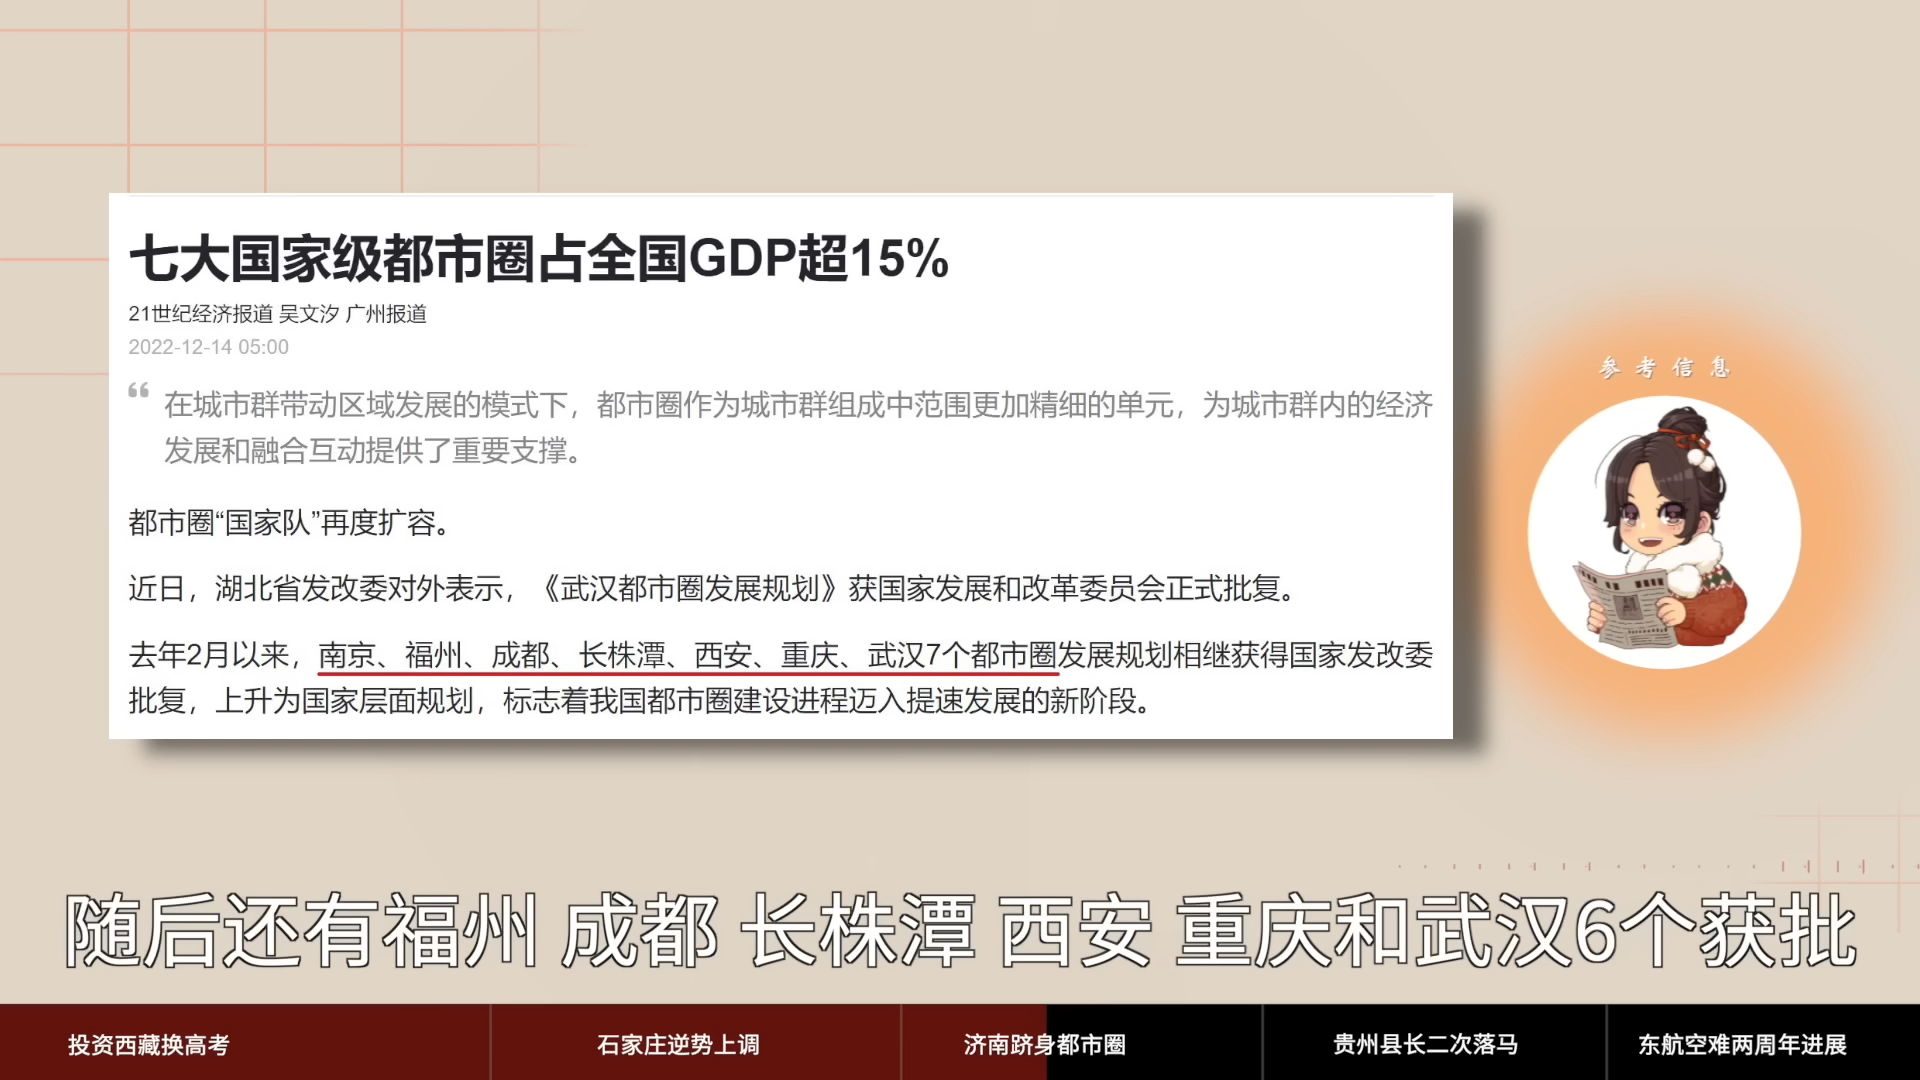 七大国家级都市圈占全国GDP超15%
21世纪经济报道 吴文汐 广州报道
2022-12-14 05:00
“ 在城市群带动区域发展的模式下，都市圈作为城市群组成中范围更加精细的单元，为城市群内的经济
发展和融合互动提供了重要支撑。
都市圈“国家队”再度扩容。
近日，湖北省发改委对外表示，《武汉都市圈发展规划》获国家发展和改革委员会正式批复。
去年2月以来，南京、福州、成都、长株潭、西安、重庆、武汉7个都市圈发展规划相继获得国家发改委
批复，上升为国家层面规划，标志着我国都市圈建设进程迈入提速发展的新阶段。
参考信息
随后还有福州 成都 长株潭 西安 重庆和武汉6个获批
投资西藏换高考
石家庄逆势上调
济南跻身都市圈
贵州县长二次落马
东航空难两周年进展